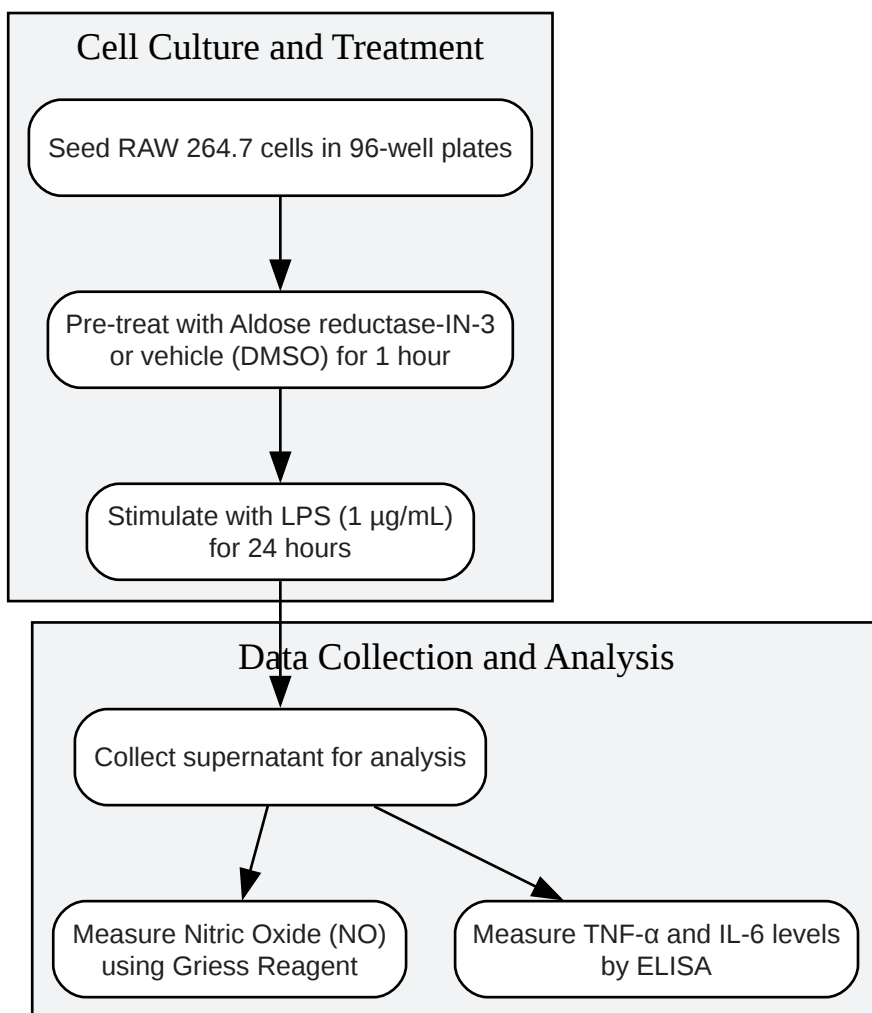 Cell Culture and Treatment
Seed RAW 264.7 cells in 96-well plates
Pre-treat with Aldose reductase-IN-3
or vehicle (DMSO) for 1 hour
Stimulate with LPS (1 µg/mL)
for 24 hours
Data Collection and Analysis
Collect supernatant for analysis
Measure Nitric Oxide (NO)
using Griess Reagent
Measure TNF-α and IL-6 levels
by ELISA